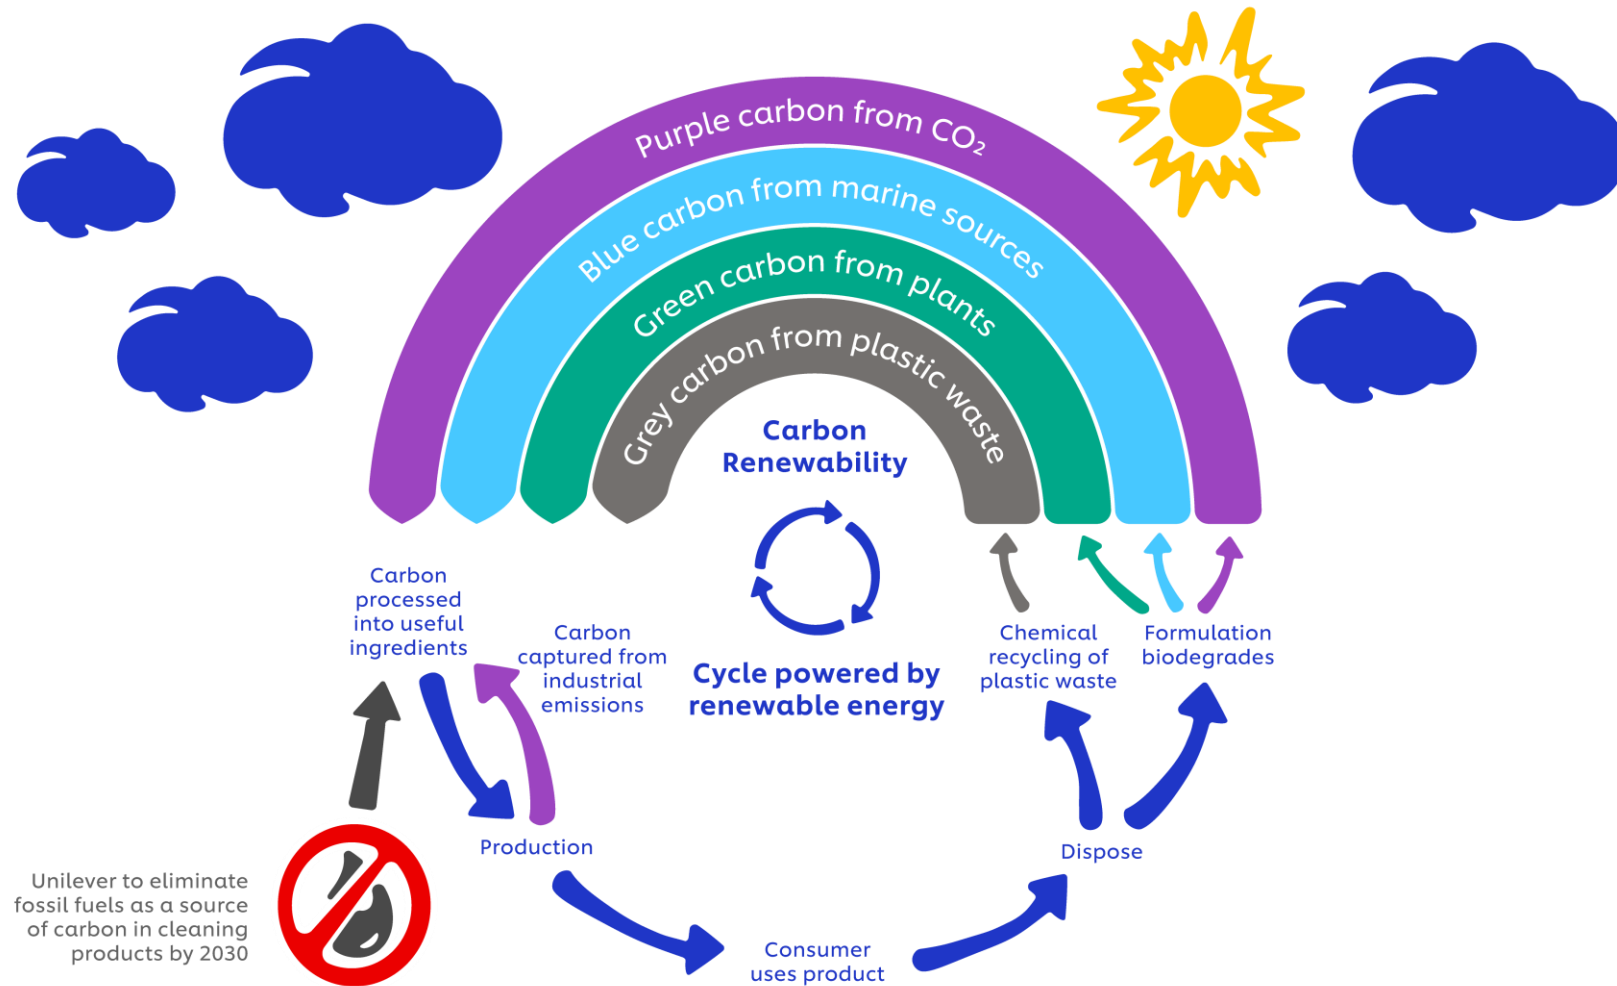 Purple carbon from CO₂
Blue carbon from marine sources
Green carbon from plants
Grey carbon from plastic waste
Carbon
Renewability
Cycle powered by
renewable energy
Carbon
processed
into useful
ingredients
Carbon
captured from
industrial
emissions
Chemical
recycling of
plastic waste
Formulation
biodegrades
Production
Dispose
Consumer
uses product
Unilever to eliminate
fossil fuels as a source
of carbon in cleaning
products by 2030